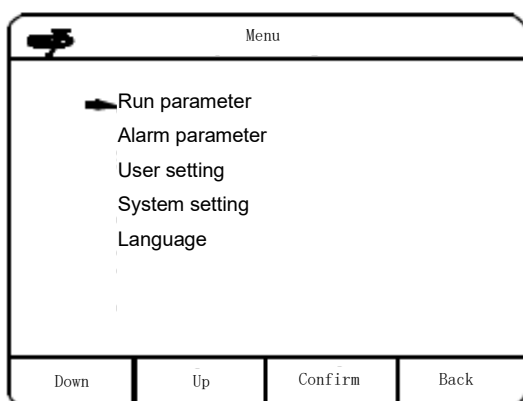 Menu
Run parameter
Alarm parameter
User setting
System setting
Language
Down Up Confirm Back